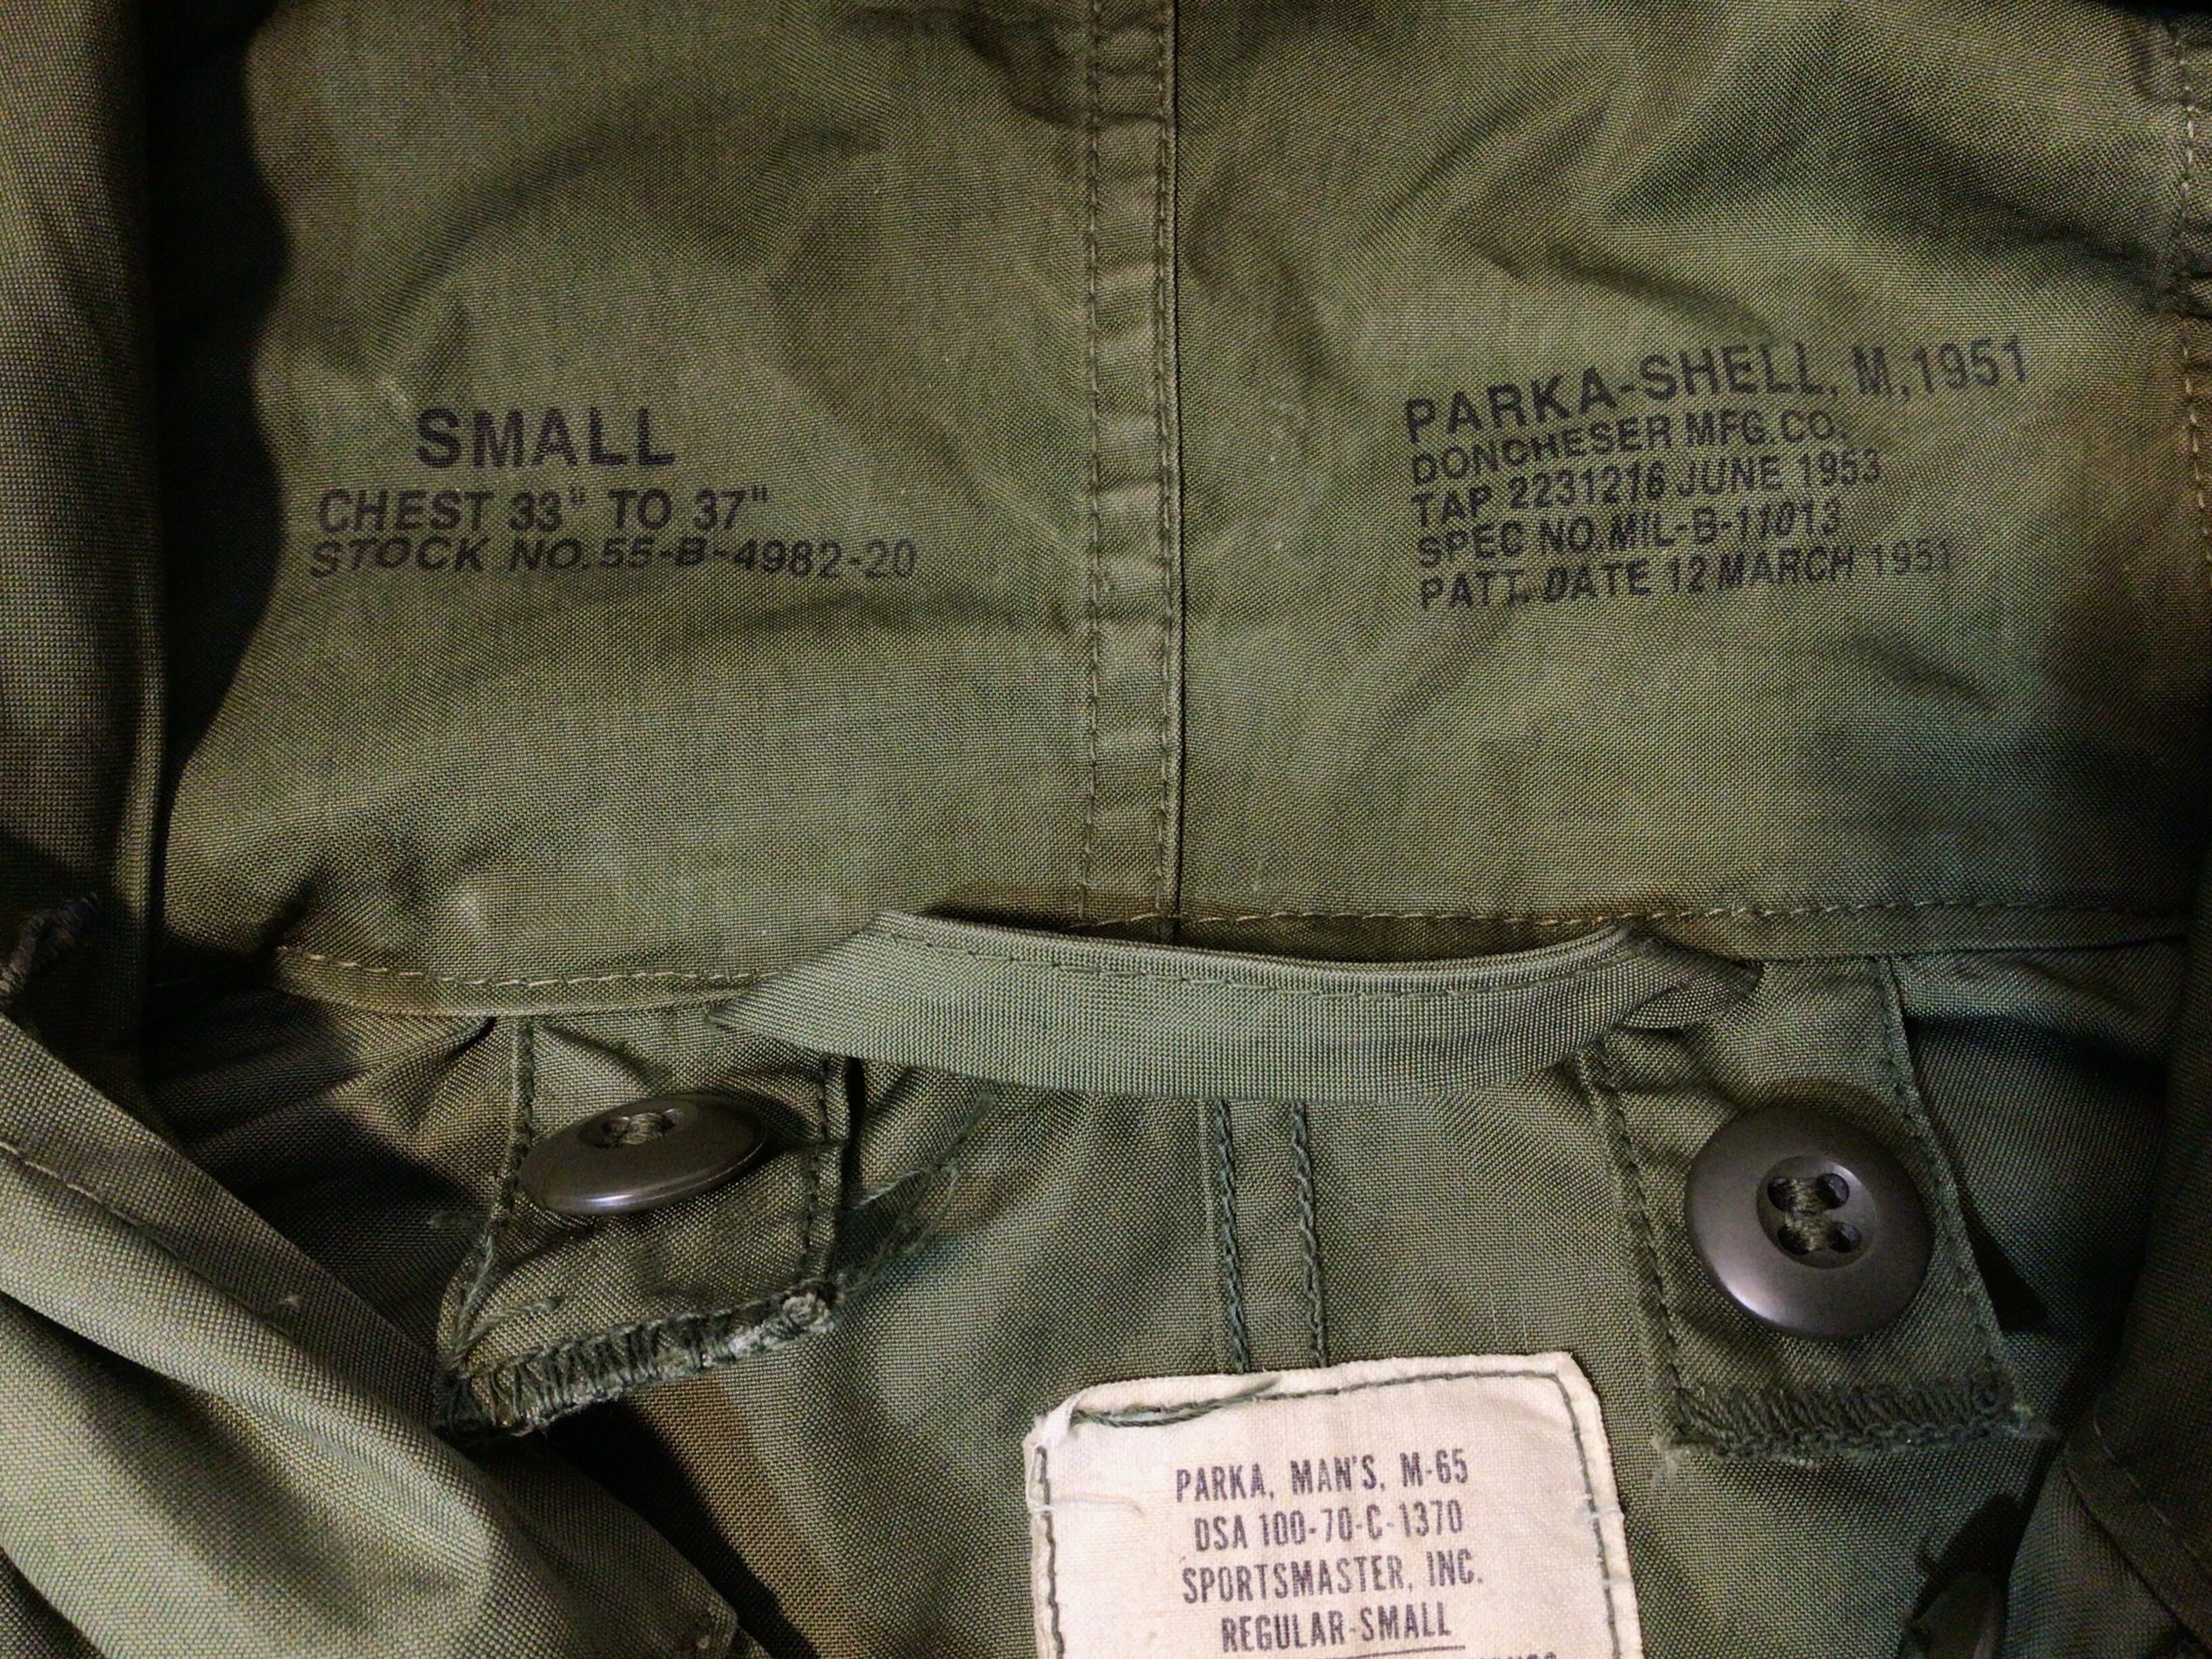 SMALL
CHEST 33" TO 37"
STOCK NO.55-B-4982-20
PARKA-SHELL, M,1951
DONCHESER MFG.CO.
TAP 2231216 JUNE 1953
SPEC NO.MIL-B-11013
PATT. DATE 12 MARCH 1951
PARKA, MAN'S, M-65
DSA 100-70-C-1370
SPORTSMASTER, INC.
REGULAR-SMALL